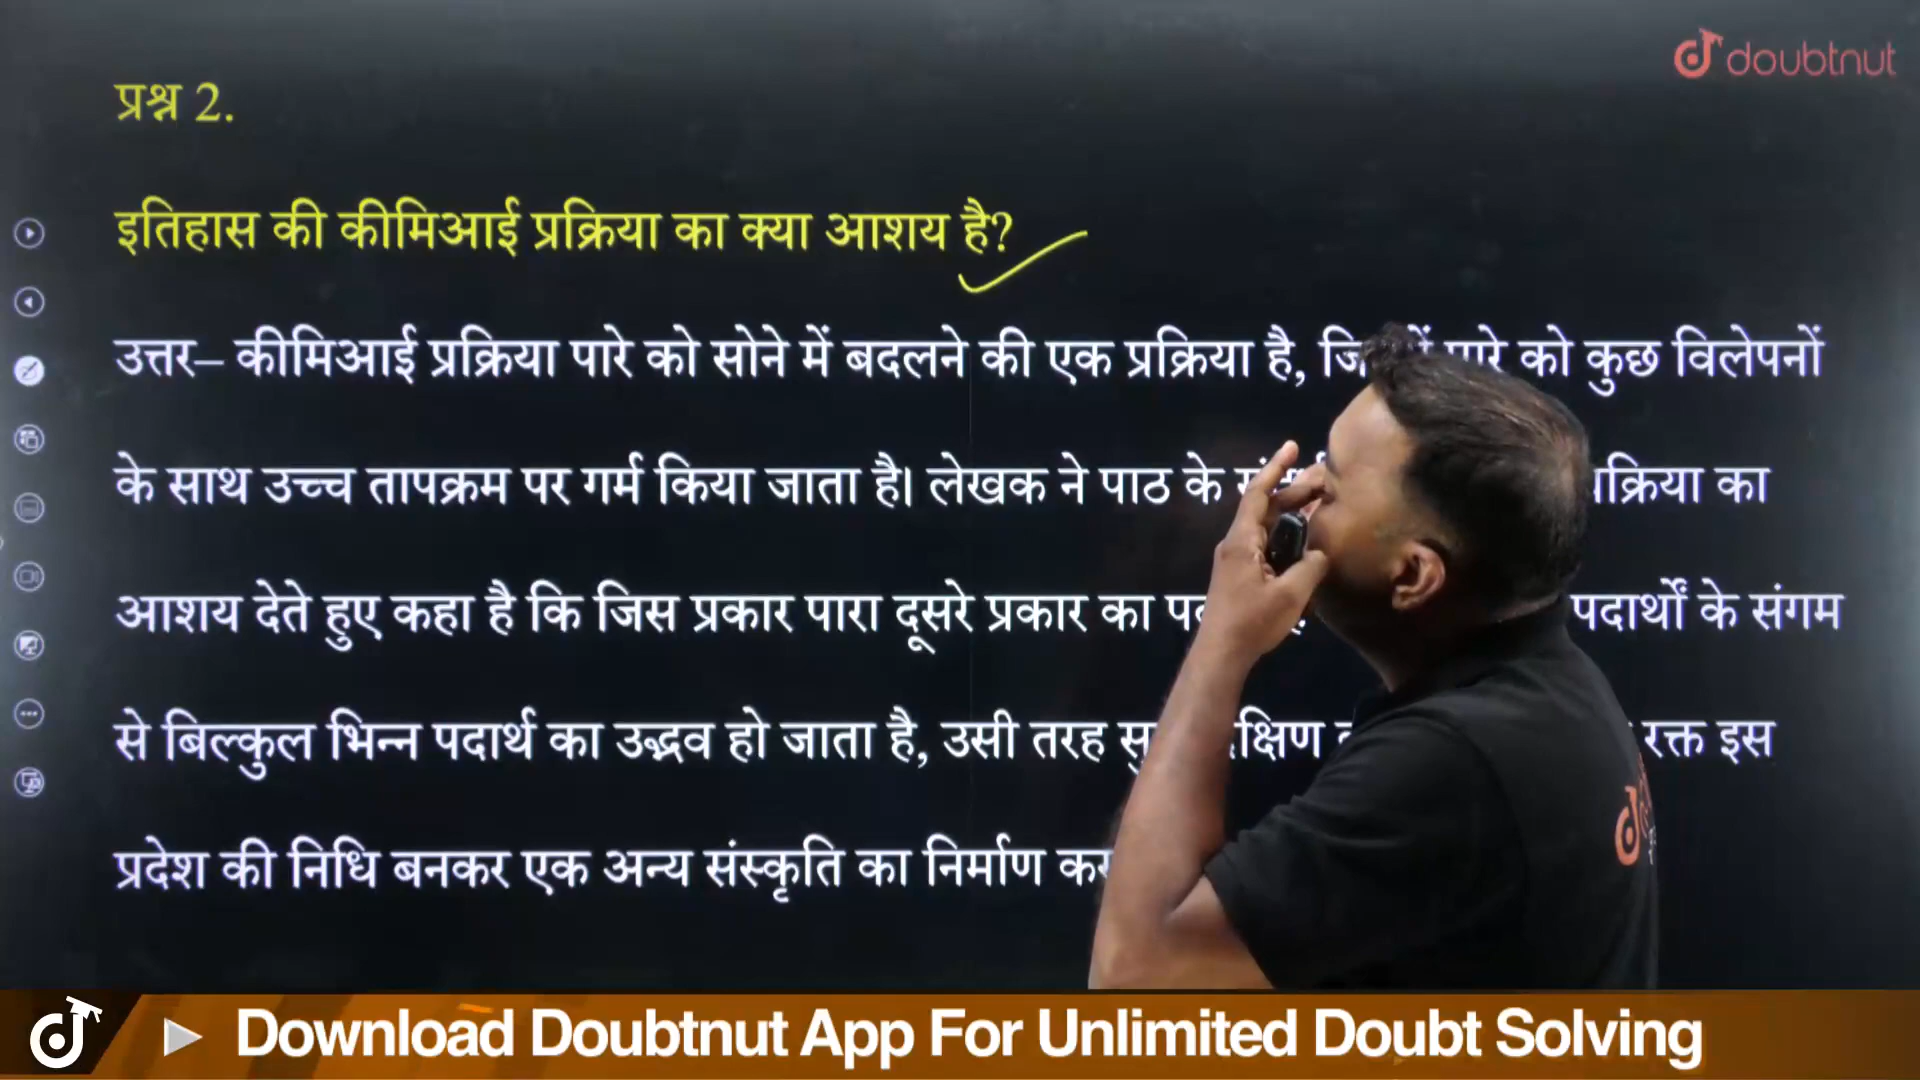 doubtnut
प्रश्न 2.
इतिहास की कीमिआई प्रक्रिया का क्या आशय है?
उत्तर– कीमिआई प्रक्रिया पारे को सोने में बदलने की एक प्रक्रिया है, पारे को कुछ विलेपनों
के साथ उच्च तापक्रम पर गर्म किया जाता है। लेखक ने पाठ के प्रक्रिया का
आशय देते हुए कहा है कि जिस प्रकार पारा दूसरे प्रकार का पदार्थों के संगम
से बिल्कुल भिन्न पदार्थ का उद्भव हो जाता है, उसी तरह रक्त इस
प्रदेश की निधि बनकर एक अन्य संस्कृति का निर्माण
Download Doubtnut App For Unlimited Doubt Solving